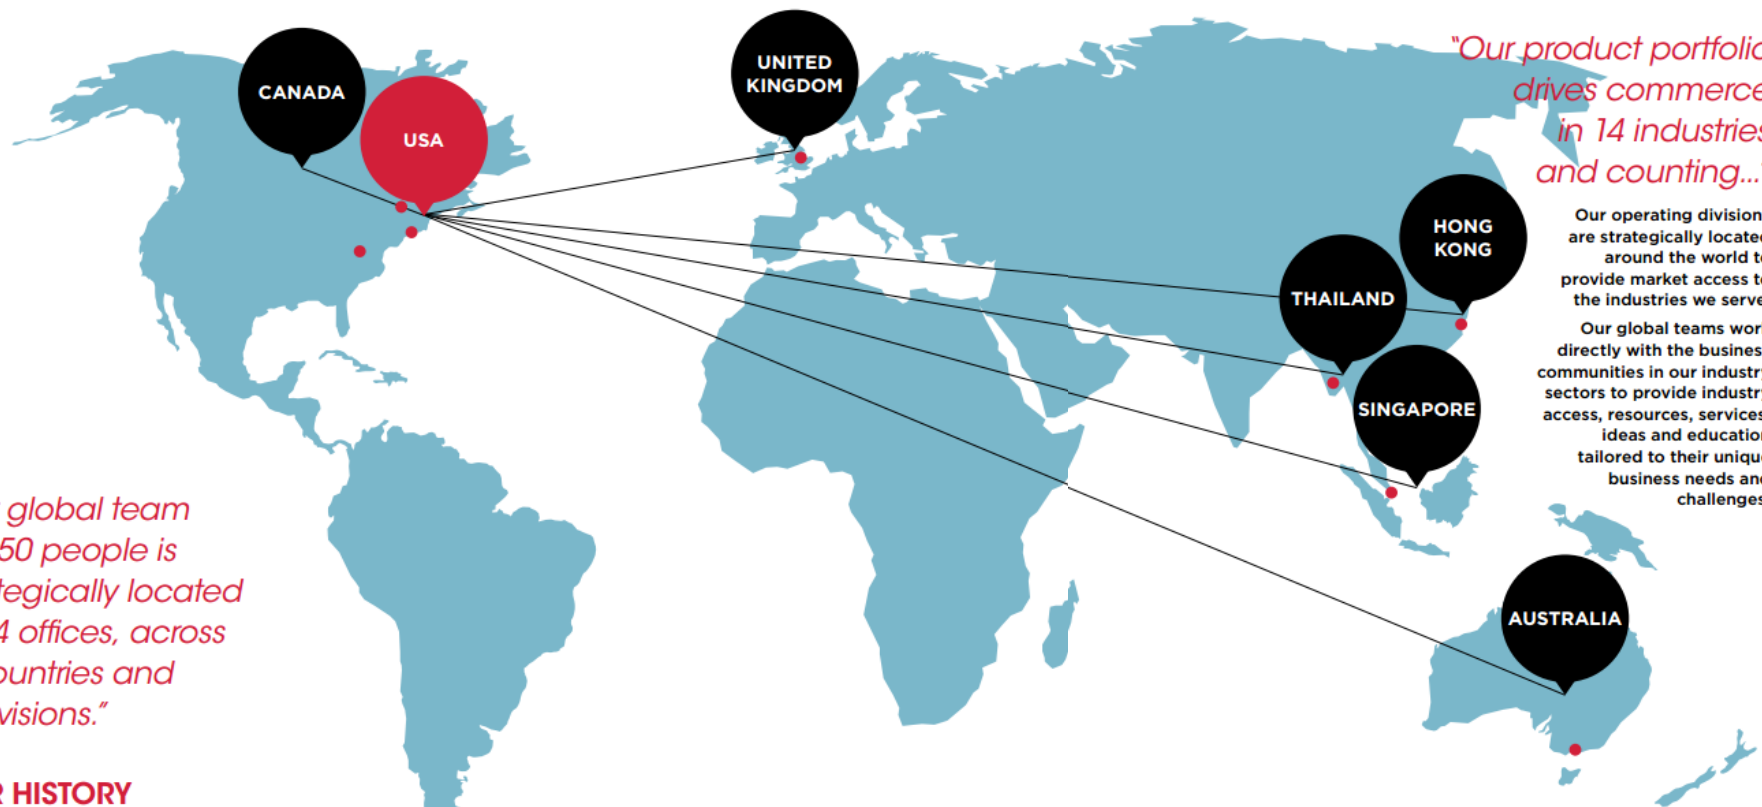 CANADA
USA
UNITED
KINGDOM
"Our product portfolio
drives commerce
in 14 industries
and counting...
HONG
KONG
Our operating division
are strategically located
around the world to
provide market access to
the industries we serve
THAILAND
Our global teams work
directly with the business
communities in our industry
sectors to provide industry
access, resources, services
ideas and education
tailored to their unique
business needs and
challenges
SINGAPORE
AUSTRALIA
global team
50 people is
tegically located
4 offices, across
ountries and
visions."
R HISTORY